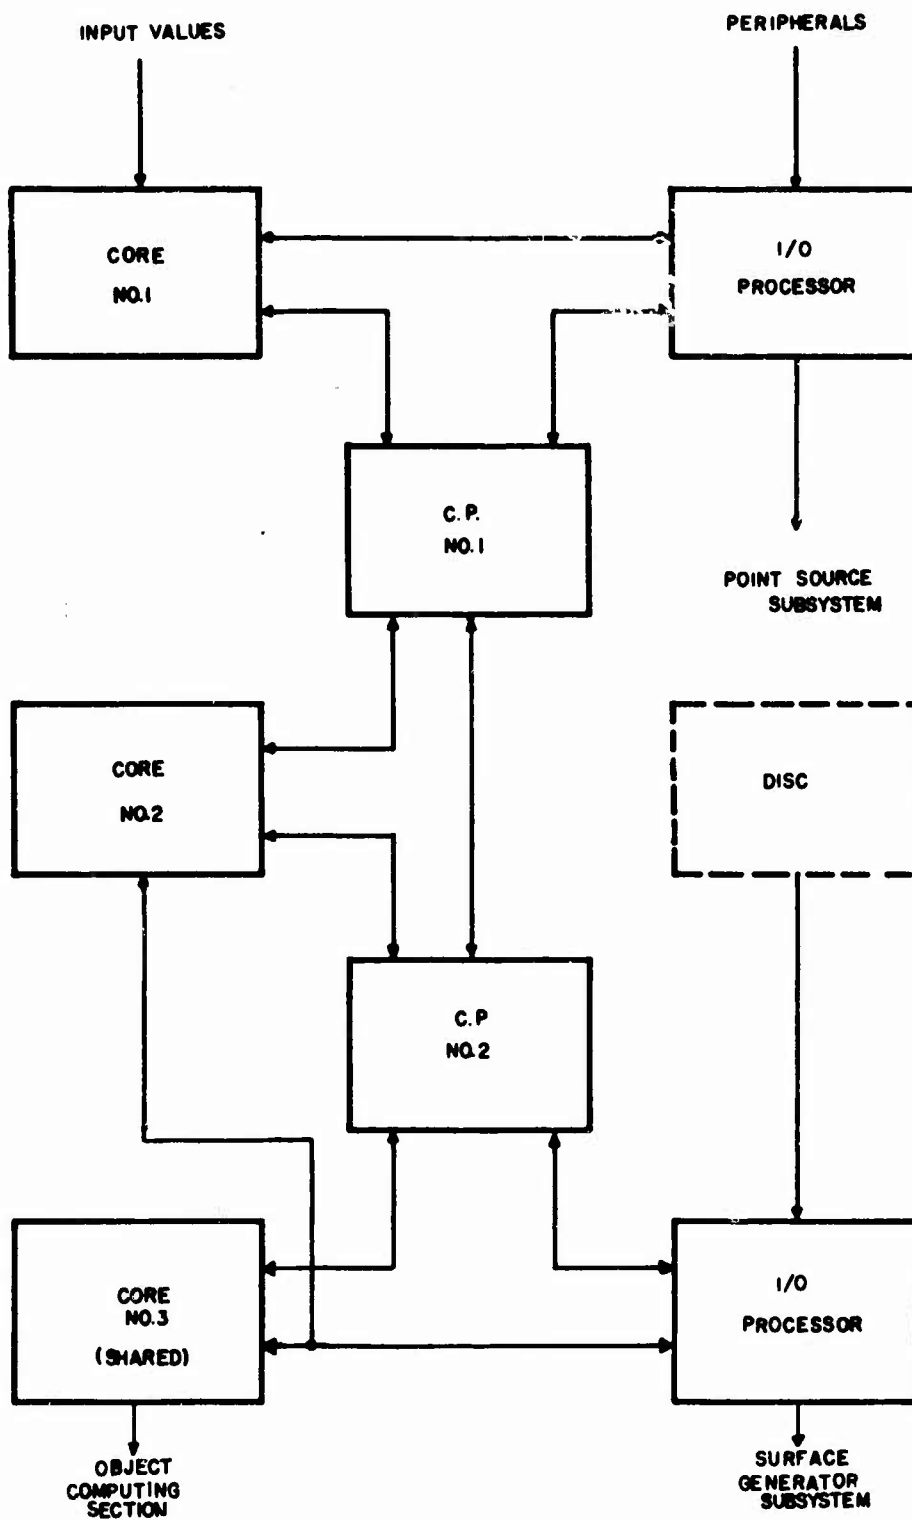 INPUT VALUES
PERIPHERALS
CORE
NO.1
I/O
PROCESSOR
C.P.
NO.1
POINT SOURCE
SUBSYSTEM
CORE
NO.2
DISC
C.P
NO.2
CORE
NO.3
(SHARED)
I/O
PROCESSOR
OBJECT
COMPUTING
SECTION
SURFACE
GENERATOR
SUBSYSTEM